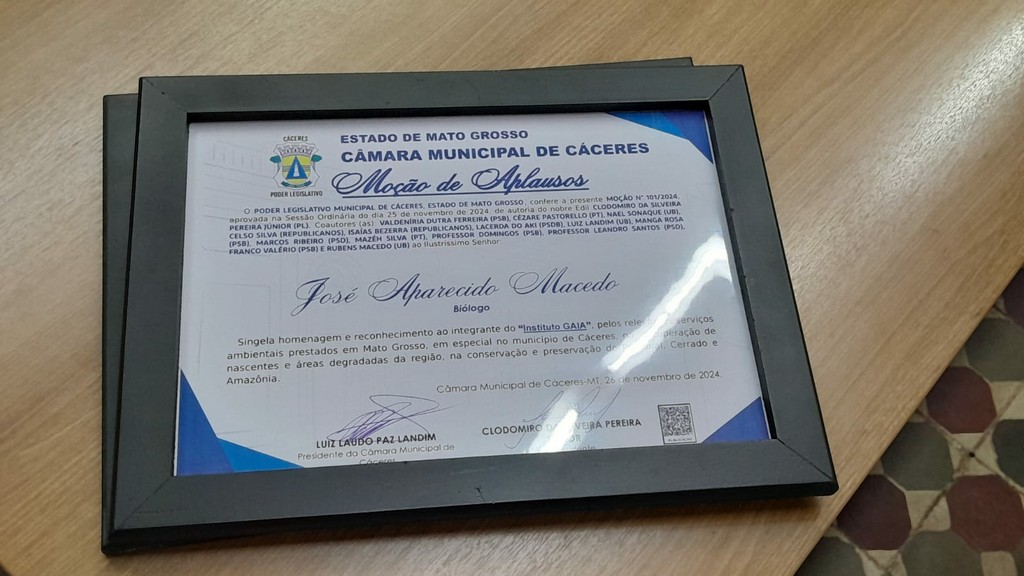 CÁCERES
PODER LEGISLATIVO
ESTADO DE MATO GROSSO
CÂMARA MUNICIPAL DE CÁCERES
Moção de Aplausos
O PODER LEGISLATIVO MUNICIPAL DE CÁCERES, ESTADO DE MATO GROSSO, confere a presente MOÇÃO N° 101/2024,
aprovada na Sessão Ordinária do dia 25 de novembro de 2024, de autoria do nobre Edil CLODOMIRO DA SILVEIRA
PEREIRA JÚNIOR (PL). Coautores (as): VALDENÍRIA DUTRA FERREIRA (PSB), CÉZARE PASTORELLO (PT), NAEL SONAQUE (UB),
CELSO SILVA (REPUBLICANOS), ISAÍAS BEZERRA (REPUBLICANOS), LACERDA DO AKI (PSDB), LUIZ LANDIM (UB), MANGA ROSA
(PSB), MARCOS RIBEIRO (PSD), MAZÉH SILVA (PT), PROFESSOR DOMINGOS (PSB), PROFESSOR LEANDRO SANTOS (PSD),
FRANCO VALÉRIO (PSB) E RUBENS MACEDO (UB) ao Ilustríssimo Senhor.
José Aparecido Macedo
Biólogo
Singela homenagem e reconhecimento ao integrante do "Instituto GAIA", pelos serviços
ambientais prestados em Mato Grosso, em especial no município de Cáceres,
nascentes e áreas degradadas da região, na conservação e preservação Cerrado e
Amazônia.
Câmara Municipal de Cáceres-MT, 26 de novembro de 2024.
LUIZ LAUDO PAZ LANDIM
Presidente da Câmara Municipal de
Cáceres
CLODOMIRO PEREIRA